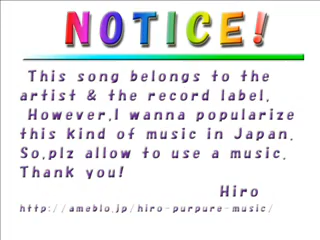 NOTICE!
This song belongs to the
artist & the record label.
However,I wanna popularize
this kind of music in Japan.
So,plz allow to use a music.
Thank you!
Hiro
http://ameblo.jp/hiro-purpure-music/